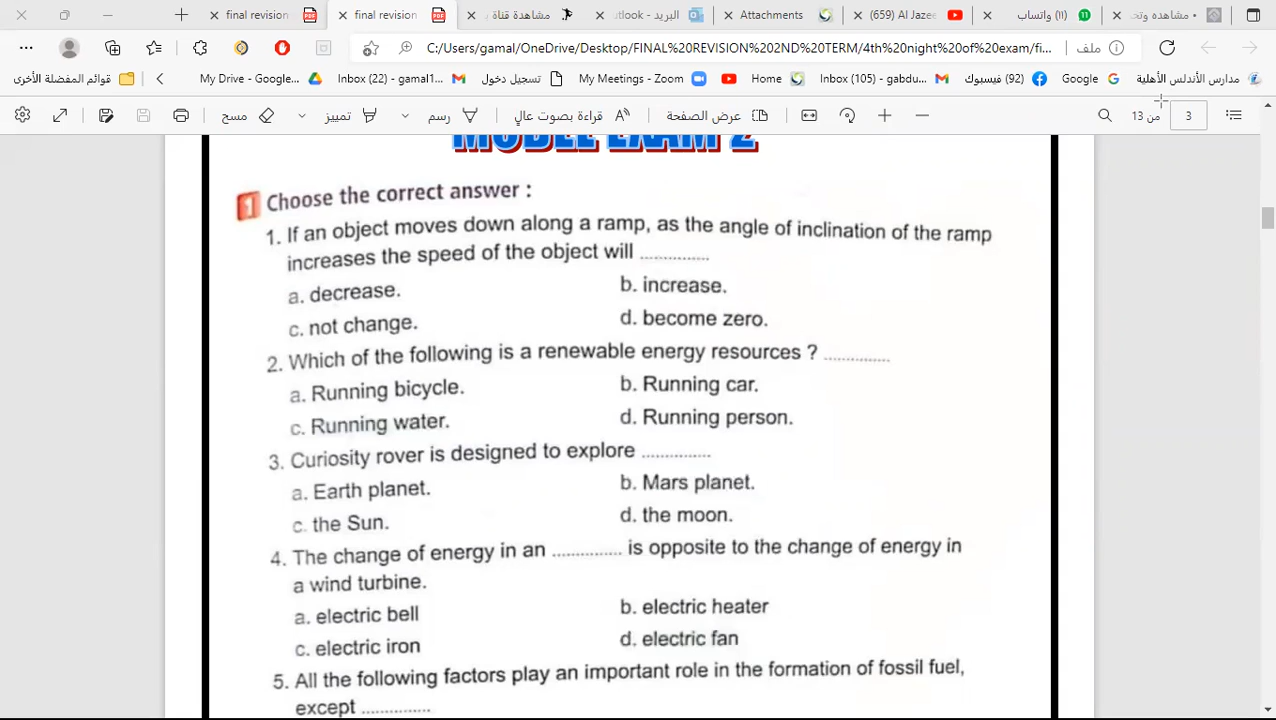 final revision
final revision
مشاهدة قناة
البريد - utlook
Attachments
(659) Al Jazee
(11) واتساب
مشاهده وتح
C:/Users/gamal/OneDrive/Desktop/FINAL%20REVISION%202ND%20TERM/4th%20night%20of%20exam/fi...
ملف
قوائم المفضلة الأخرى
My Drive - Google...
Inbox (22) - gamal1...
تسجيل دخول
My Meetings - Zoom
Home
Inbox (105) - gabdu...
(62) فيسبوك
Google
مدارس الأندلس الأهلية
مسح
تمييز
رسم
قراءة بصوت عالٍ
عرض الصفحة
من 13
3
MODEL EXAM 2
1 Choose the correct answer :
1. If an object moves down along a ramp, as the angle of inclination of the ramp
increases the speed of the object will ..............
a. decrease.
b. increase.
c. not change.
d. become zero.
2. Which of the following is a renewable energy resources ? .............
a. Running bicycle.
b. Running car.
c. Running water.
d. Running person.
3. Curiosity rover is designed to explore ..............
a. Earth planet.
b. Mars planet.
c. the Sun.
d. the moon.
4. The change of energy in an .............. is opposite to the change of energy in
a wind turbine.
a. electric bell
b. electric heater
c. electric iron
d. electric fan
5. All the following factors play an important role in the formation of fossil fuel,
except ..............